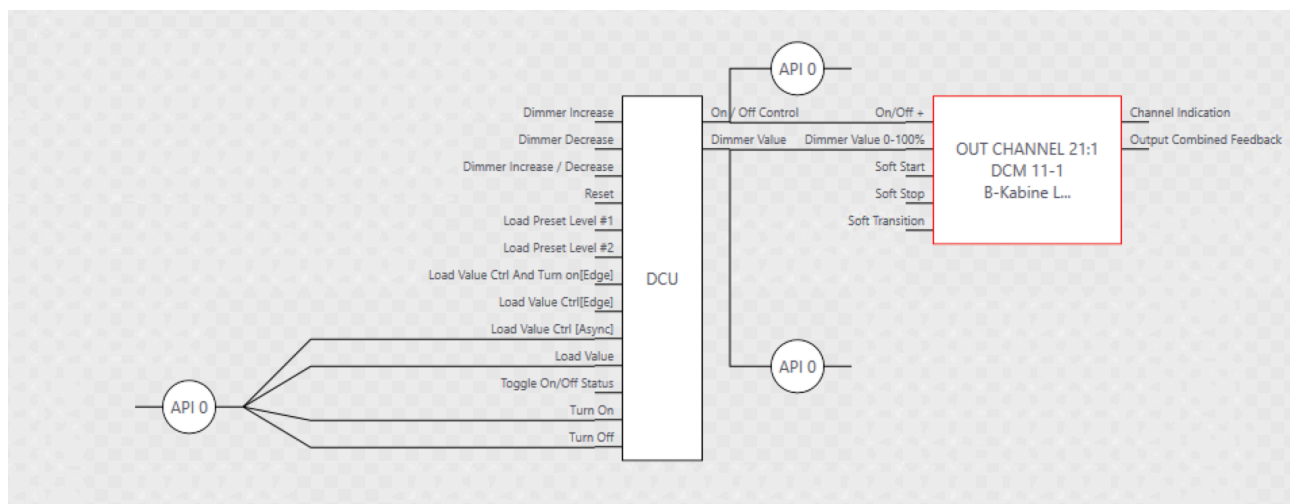 API 0
Dimmer Increase
On / Off Control
On/Off +
Channel Indication
Dimmer Decrease
Dimmer Value
Dimmer Value 0-100%
Output Combined Feedback
OUT CHANNEL 21:1
DCM 11-1
B-Kabine L...
Dimmer Increase / Decrease
Soft Start
Reset
Soft Stop
Load Preset Level #1
Soft Transition
Load Preset Level #2
Load Value Ctrl And Turn on[Edge]
DCU
Load Value Ctrl[Edge]
Load Value Ctrl [Async]
Load Value
API 0
Toggle On/Off Status
API 0
Turn On
Turn Off